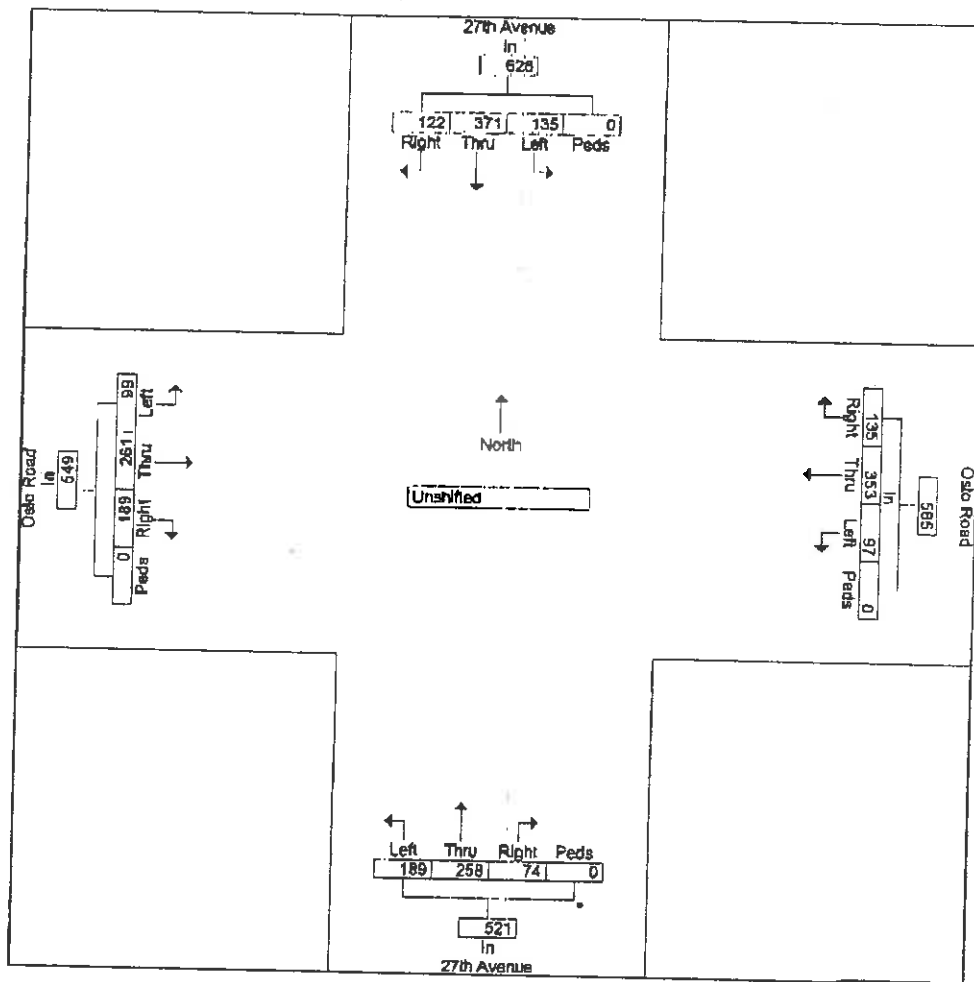 27th Avenue
In
628
122 371 135 0
Right Thru Left Peds
Oslo Road
In
549
99 261 189 0
Left Thru Right Peds
North
Unshifted
Right Thru Left Peds
135 353 97 0
In
585
Oslo Road
Left Thru Right Peds
189 258 74 0
521
In
27th Avenue